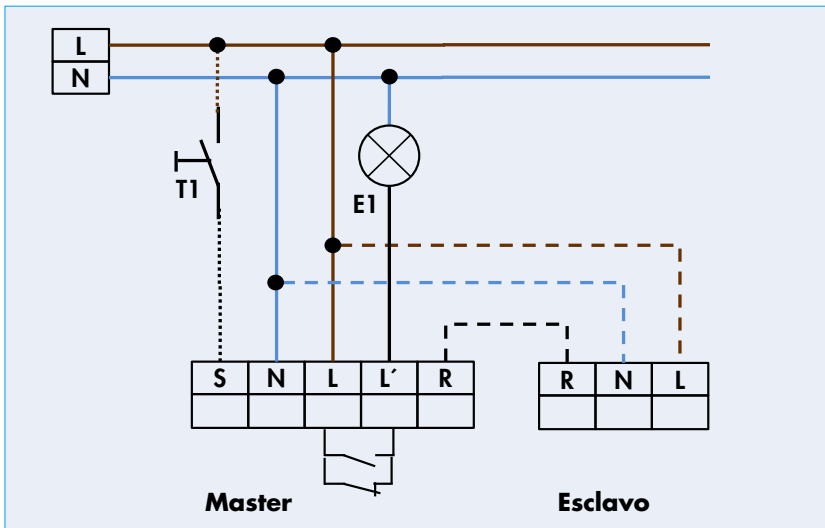 L
N
T1
E1
S N L L´ R
R N L
Master
Esclavo